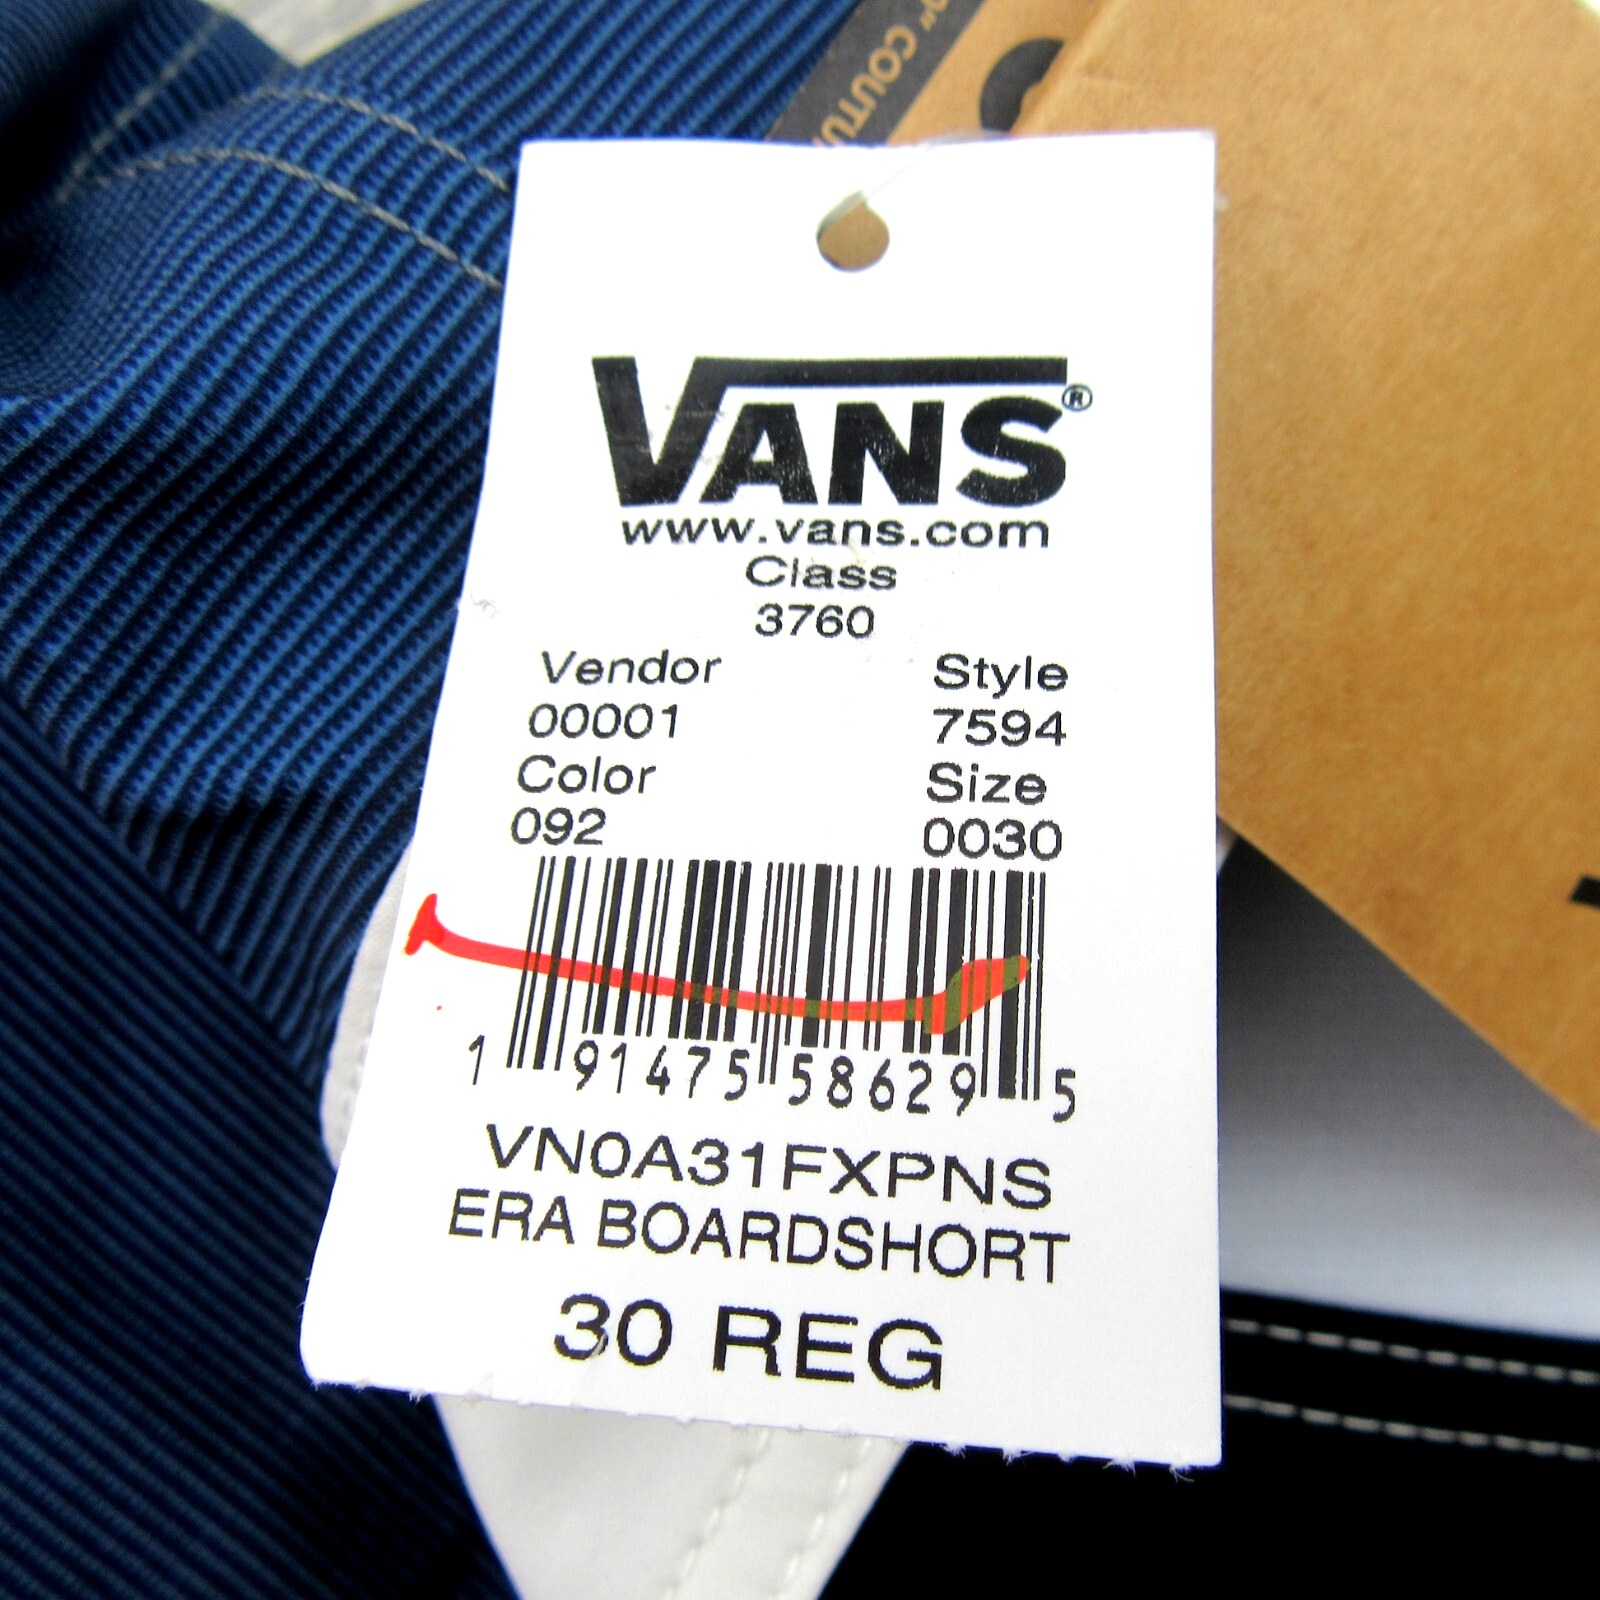 COUTU
VANS®
www.vans.com
Class
3760
Vendor Style
00001 7594
Color Size
092 0030
1 91475 58629 5
VN0A31FXPNS
ERA BOARDSHORT
30 REG